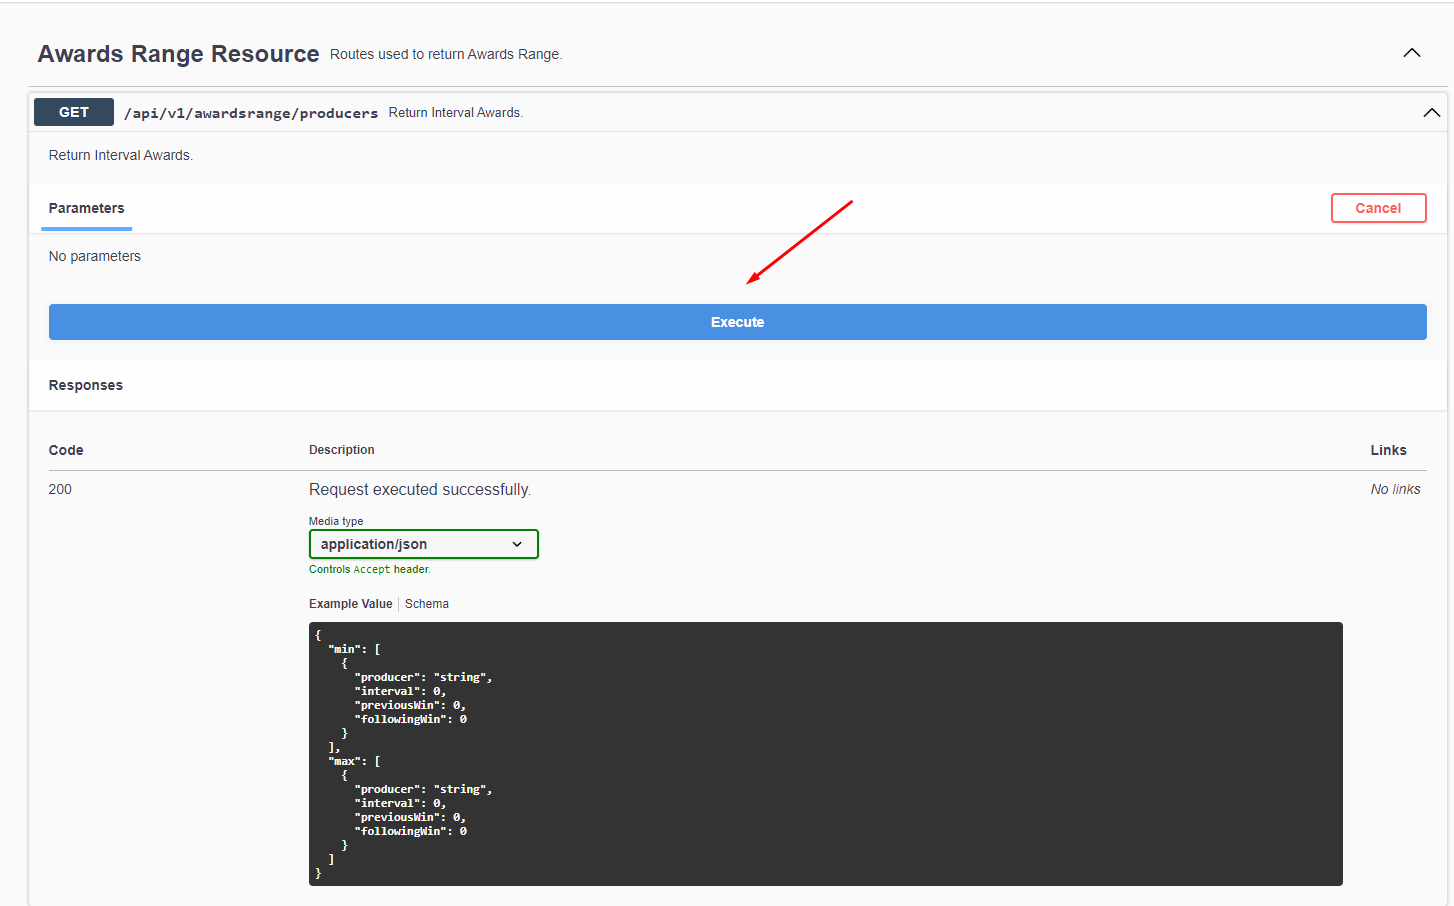 Awards Range Resource Routes used to return Awards Range.
GET /api/v1/awardsrange/producers Return Interval Awards.
Return Interval Awards.
Parameters Cancel
No parameters
Execute
Responses
Code Description Links
200 Request executed successfully. No links
Media type
application/json
Controls Accept header.
Example Value Schema
{
  "min": [
    {
      "producer": "string",
      "interval": 0,
      "previousWin": 0,
      "followingWin": 0
    }
  ],
  "max": [
    {
      "producer": "string",
      "interval": 0,
      "previousWin": 0,
      "followingWin": 0
    }
  ]
}